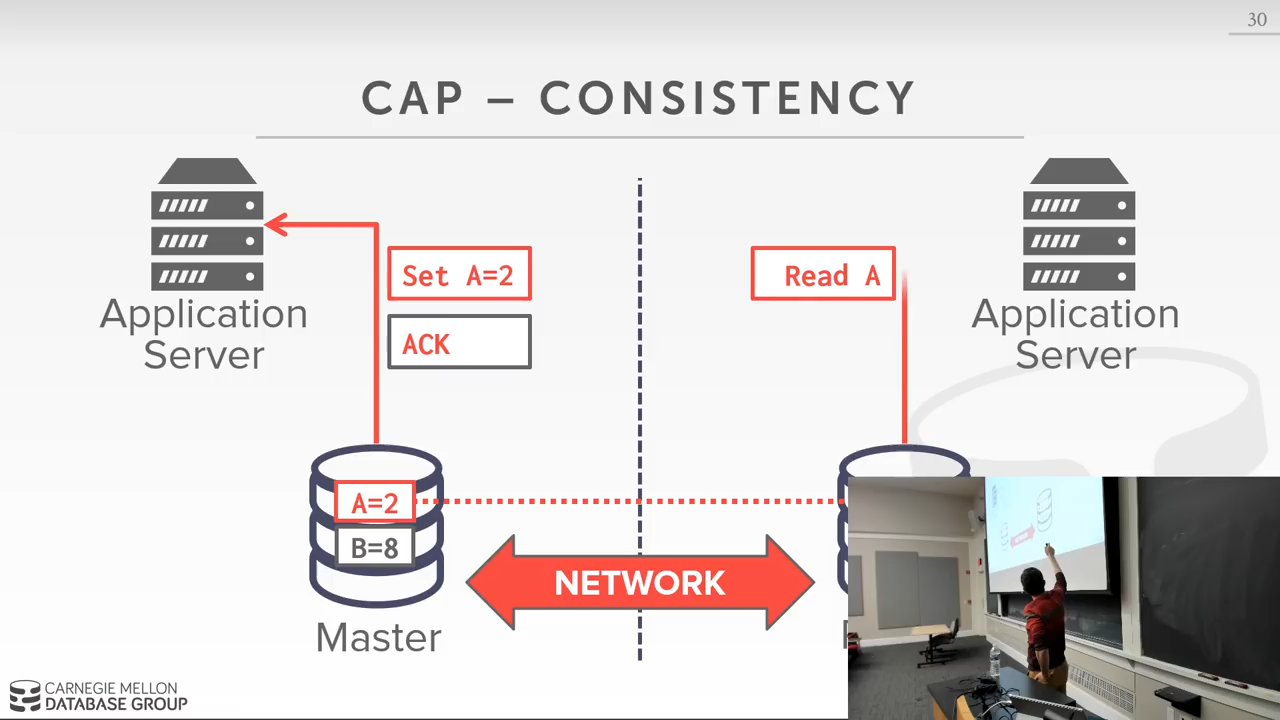 30
CAP – CONSISTENCY
Application
Server
Set A=2
ACK
Read A
Application
Server
A=2
B=8
NETWORK
Master
CARNEGIE MELLON
DATABASE GROUP